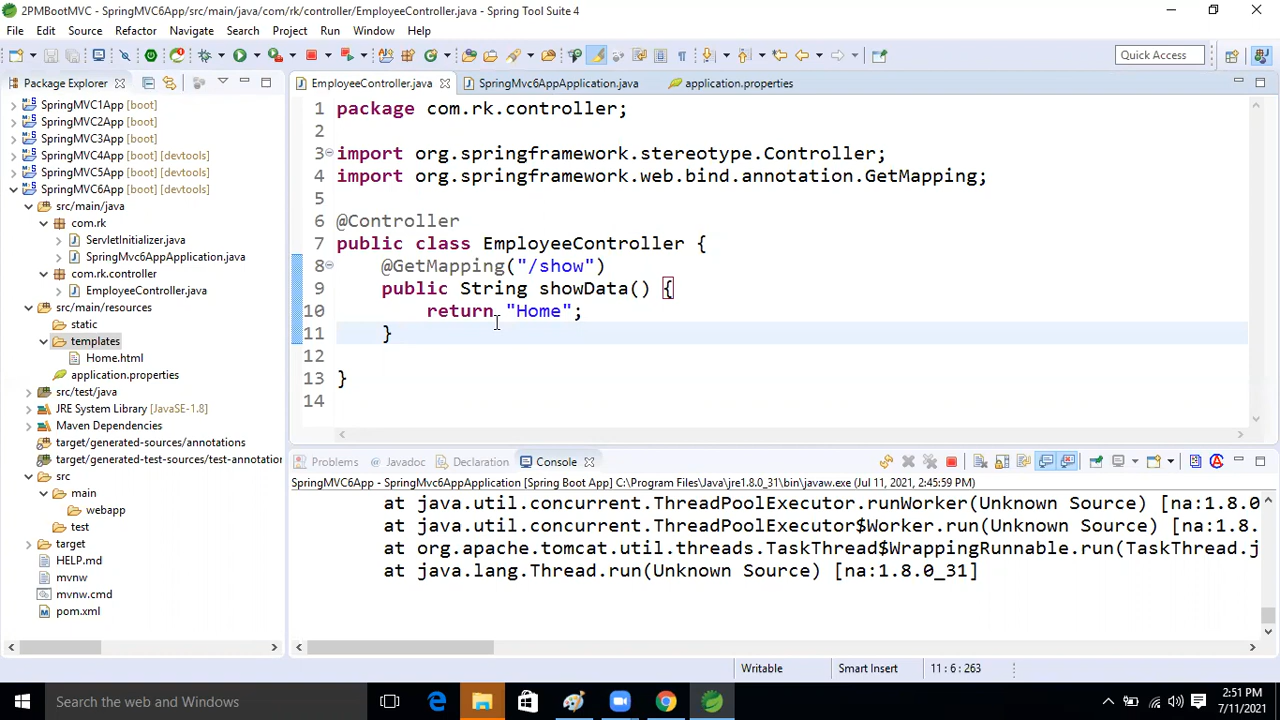 2PMBootMVC - SpringMVC6App/src/main/java/com/rk/controller/EmployeeController.java - Spring Tool Suite 4
File Edit Source Refactor Navigate Search Project Run Window Help
Quick Access
Package Explorer
SpringMVC1App [boot]
SpringMVC2App [boot]
SpringMVC3App [boot]
SpringMVC4App [boot] [devtools]
SpringMVC5App [boot] [devtools]
SpringMVC6App [boot] [devtools]
src/main/java
com.rk
ServletInitializer.java
SpringMvc6AppApplication.java
com.rk.controller
EmployeeController.java
src/main/resources
static
templates
Home.html
application.properties
src/test/java
JRE System Library [JavaSE-1.8]
Maven Dependencies
target/generated-sources/annotations
target/generated-test-sources/test-annotation
src
main
webapp
test
target
HELP.md
mvnw
mvnw.cmd
pom.xml
EmployeeController.java SpringMvc6AppApplication.java application.properties
1 package com.rk.controller;
2
3 import org.springframework.stereotype.Controller;
4 import org.springframework.web.bind.annotation.GetMapping;
5
6 @Controller
7 public class EmployeeController {
8 @GetMapping("/show")
9 public String showData() {
10 return "Home";
11 }
12
13 }
14
Problems Javadoc Declaration Console
SpringMVC6App - SpringMvc6AppApplication [Spring Boot App] C:\Program Files\Java\jre1.8.0_31\bin\javaw.exe (Jul 11, 2021, 2:45:59 PM)
at java.util.concurrent.ThreadPoolExecutor.runWorker(Unknown Source) [na:1.8.0
at java.util.concurrent.ThreadPoolExecutor$Worker.run(Unknown Source) [na:1.8.
at org.apache.tomcat.util.threads.TaskThread$WrappingRunnable.run(TaskThread.j
at java.lang.Thread.run(Unknown Source) [na:1.8.0_31]
Writable Smart Insert 11 : 6 : 263
Search the web and Windows
2:51 PM
7/11/2021